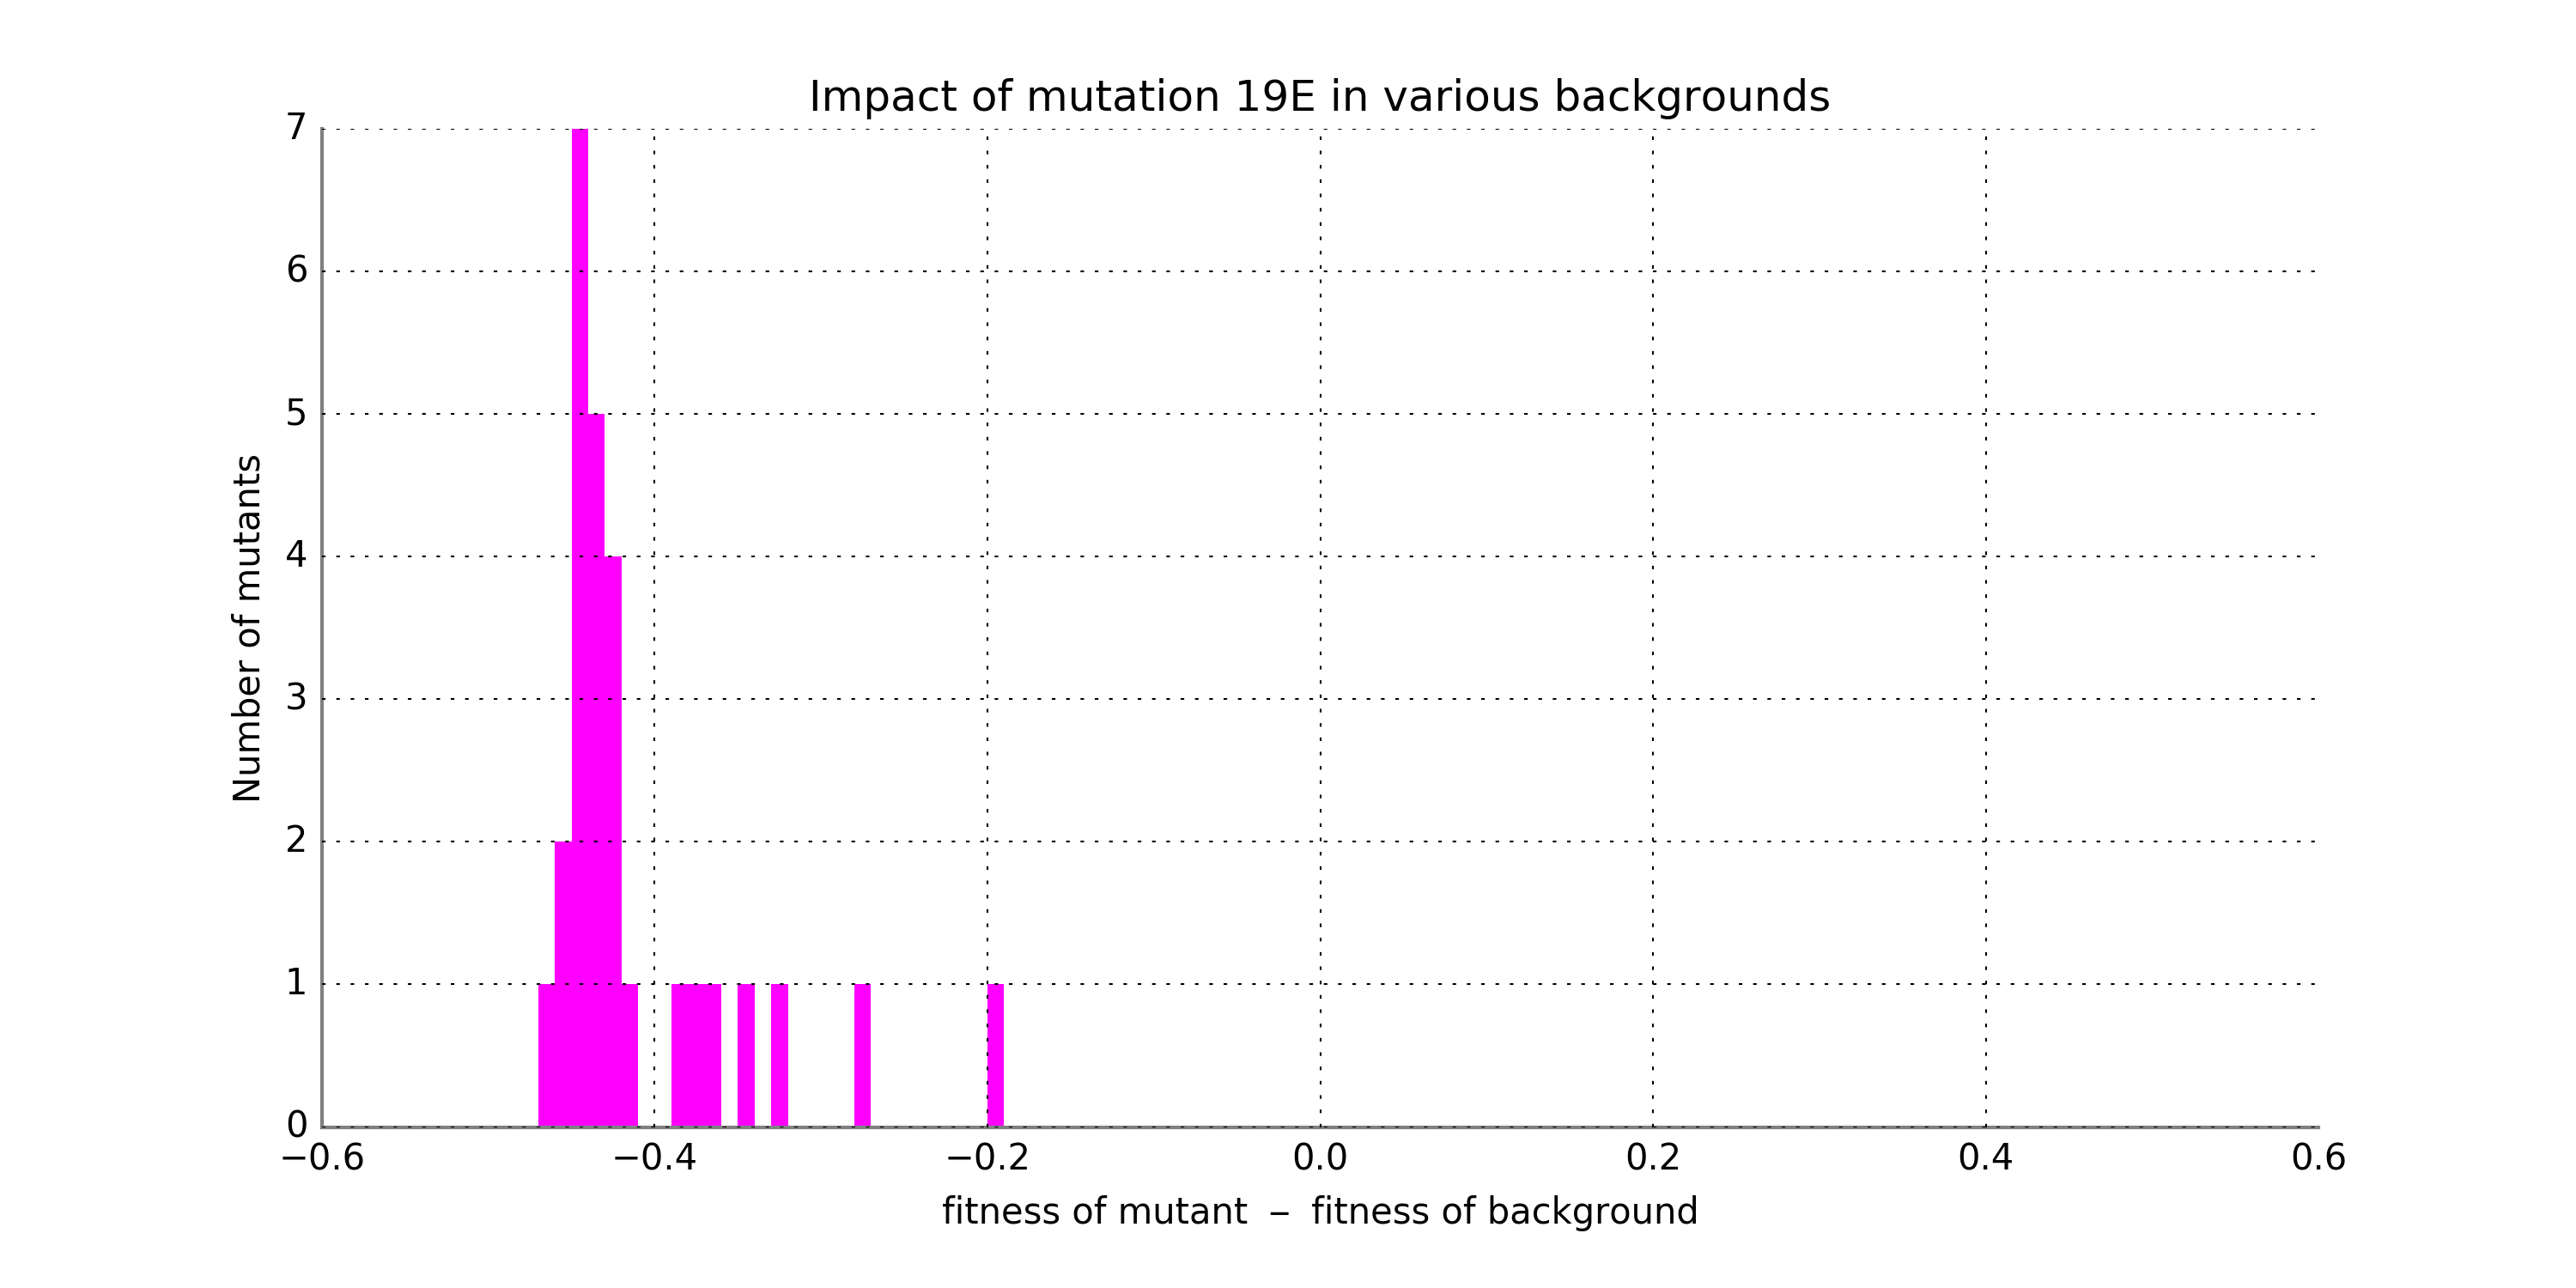 Impact of mutation 19E in various backgrounds
7
6
5
4
3
2
1
0
Number of mutants
−0.6 −0.4 −0.2 0.0 0.2 0.4 0.6
fitness of mutant − fitness of background